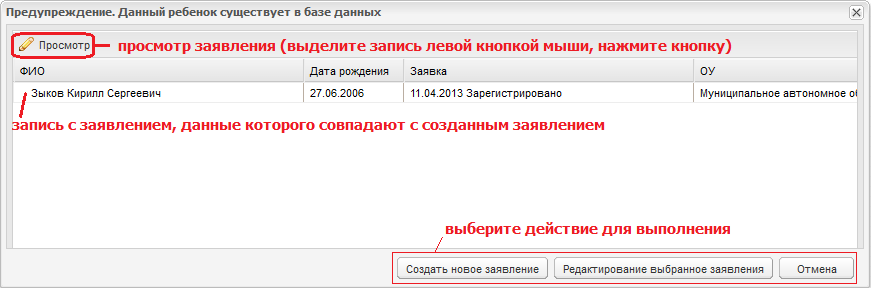 Предупреждение. Данный ребенок существует в базе данных
Просмотр просмотр заявления (выделите запись левой кнопкой мыши, нажмите кнопку)
ФИО Дата рождения Заявка ОУ
Зыков Кирилл Сергеевич 27.06.2006 11.04.2013 Зарегистрировано Муниципальное автономное об
запись с заявлением, данные которого совпадают с созданным заявлением
выберите действие для выполнения
Создать новое заявление Редактирование выбранное заявления Отмена